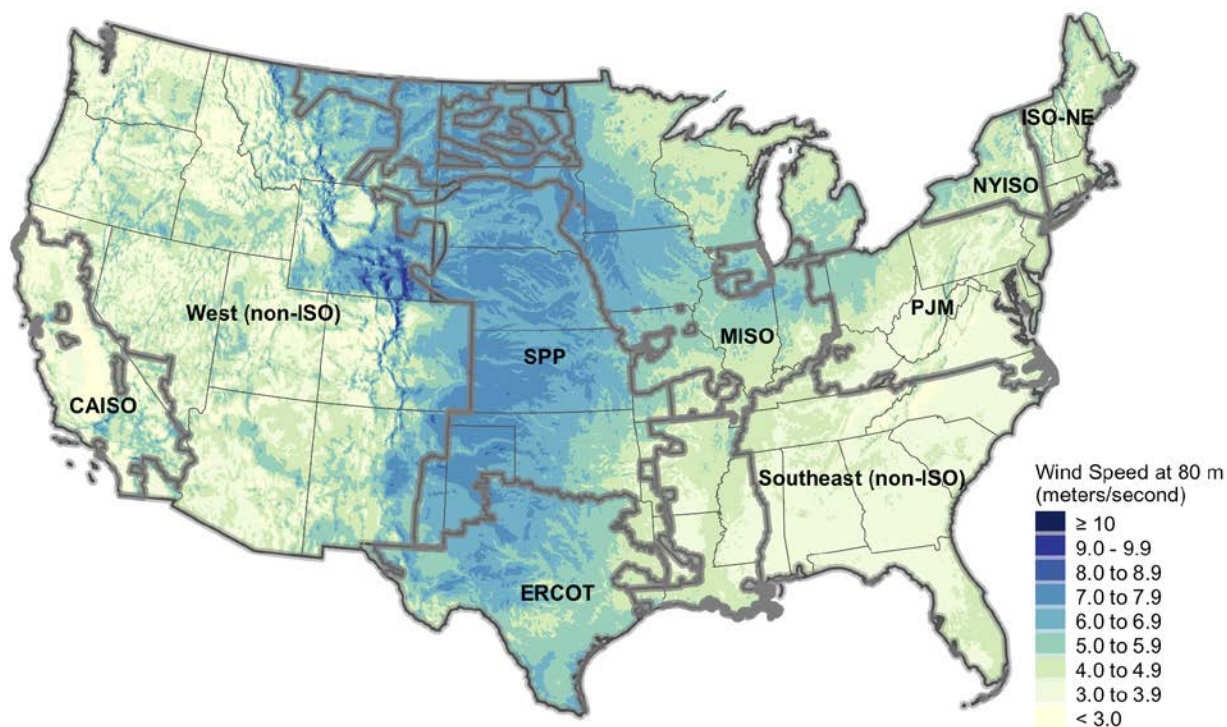 ISO-NE
NYISO
PJM
West (non-ISO)
MISO
SPP
CAISO
Southeast (non-ISO)
ERCOT
Wind Speed at 80 m
(meters/second)
≥ 10
9.0 - 9.9
8.0 to 8.9
7.0 to 7.9
6.0 to 6.9
5.0 to 5.9
4.0 to 4.9
3.0 to 3.9
< 3.0